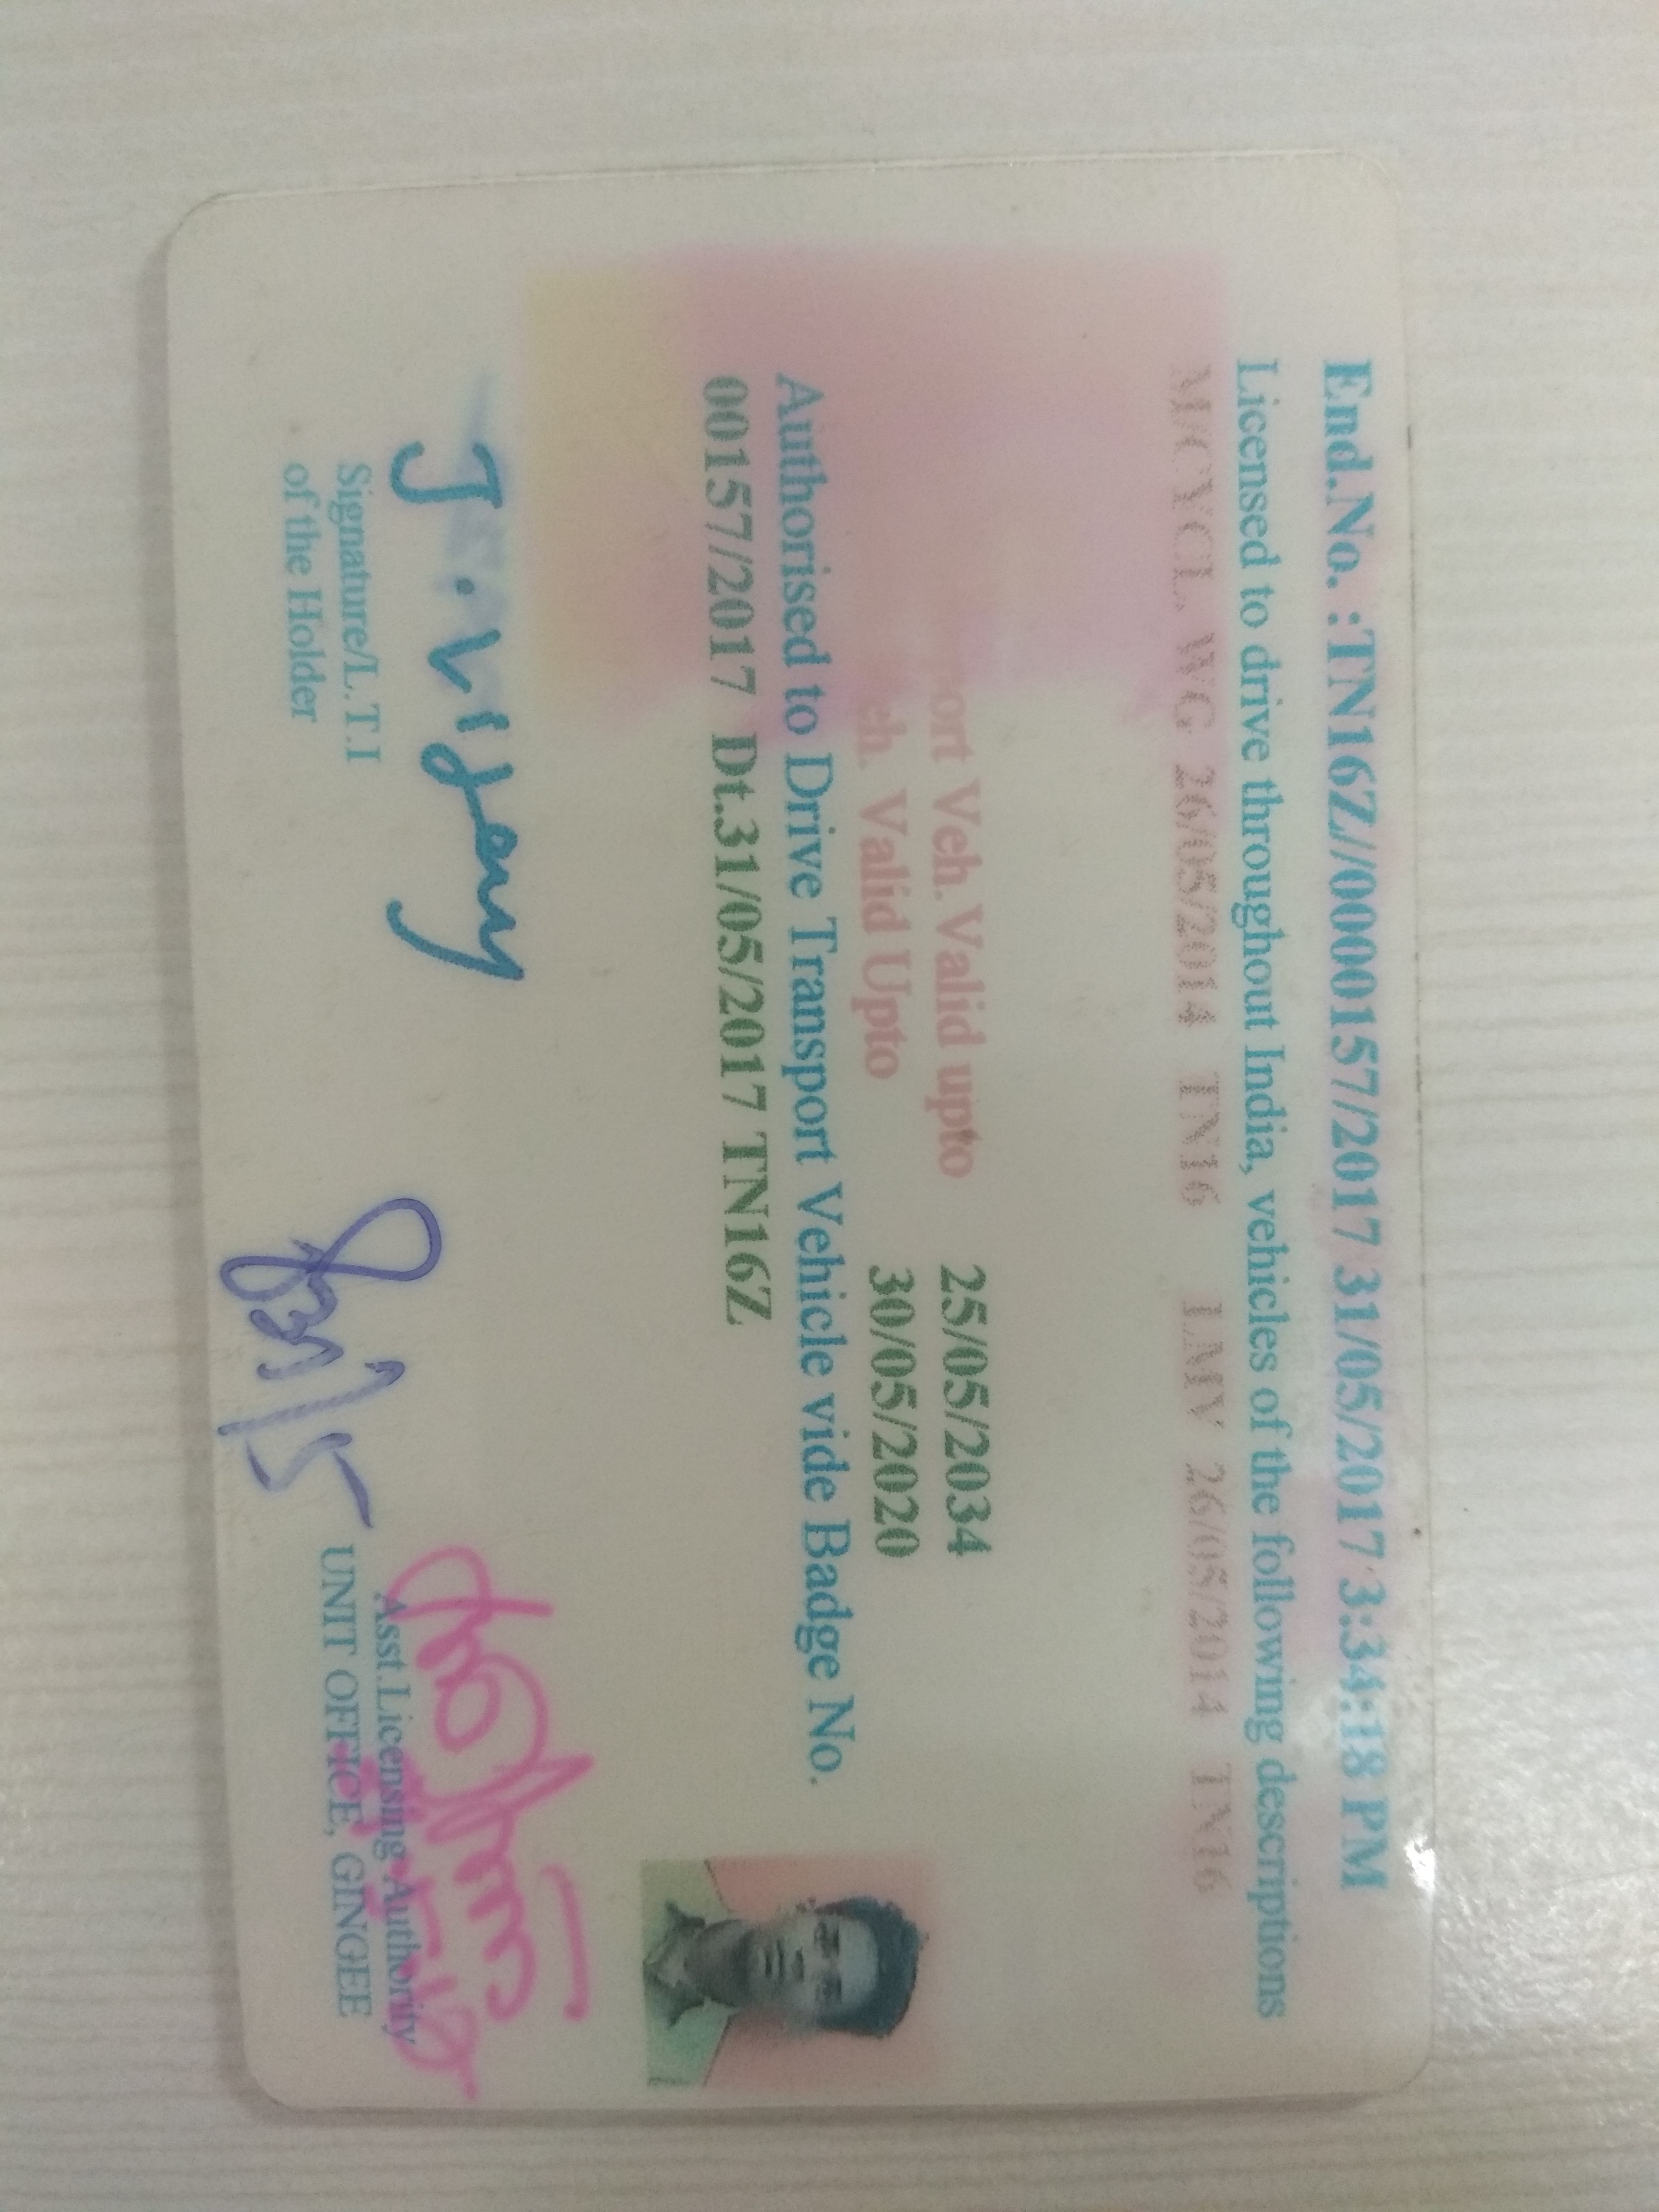 End.No. :TN16Z//0000157/2017 31/05/2017 3:34:18 PM
Licensed to drive throughout India, vehicles of the following descriptions
M/CYCL. WG 26/05/2014 TN16 LMV 26/05/2014 TN16
Veh. Valid upto 25/05/2034
Valid Upto 30/05/2020
Authorised to Drive Transport Vehicle vide Badge No.
00157/2017 Dt.31/05/2017 TN16Z
Signature/L.T.I
of the Holder
Asst.Licensing Authority
UNIT OFFICE, GINGEE